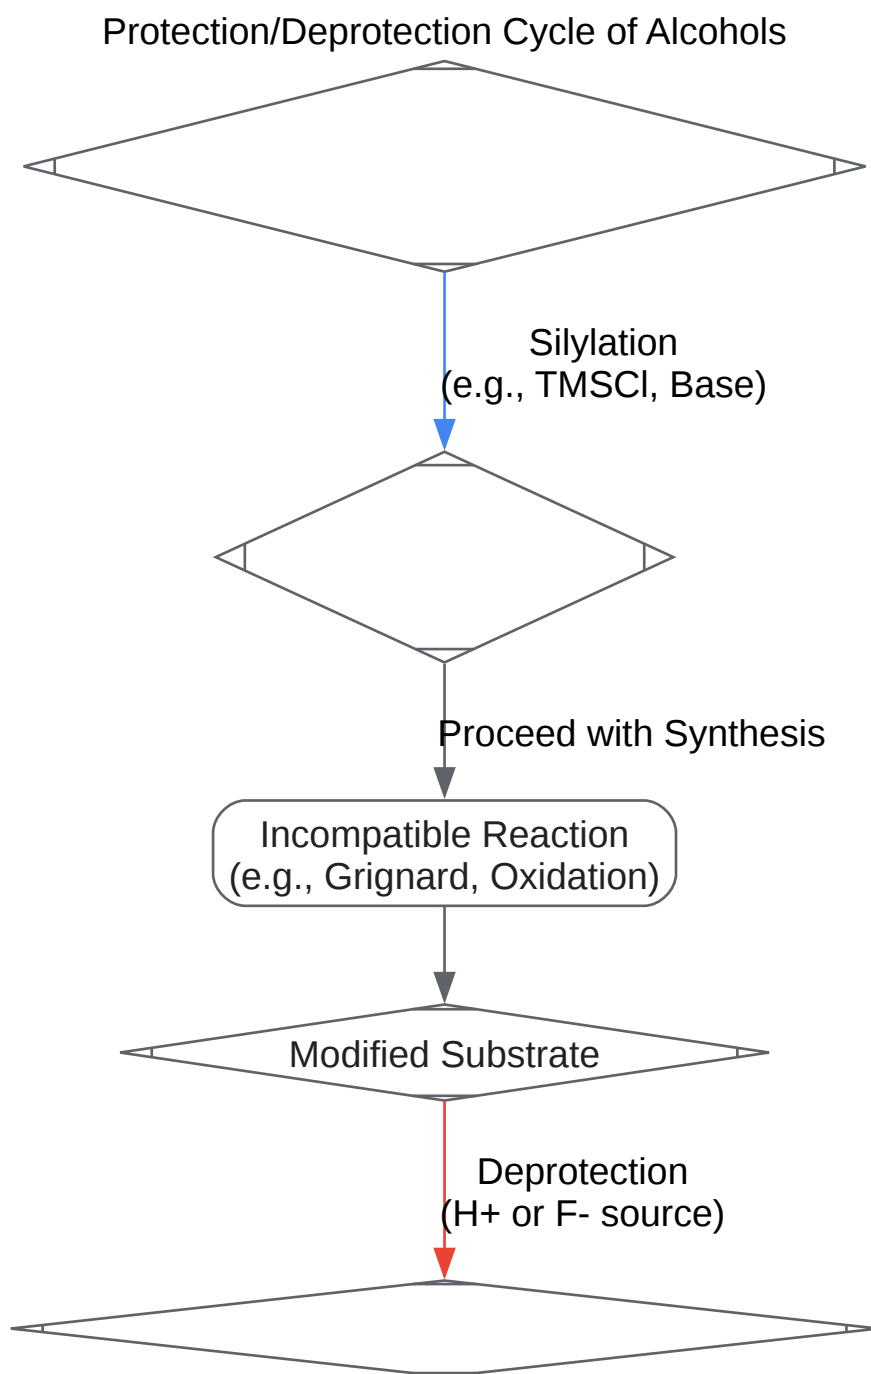 Protection/Deprotection Cycle of Alcohols
Silylation
(e.g., TMSCl, Base)
Proceed with Synthesis
Incompatible Reaction
(e.g., Grignard, Oxidation)
Modified Substrate
Deprotection
(H+ or F- source)